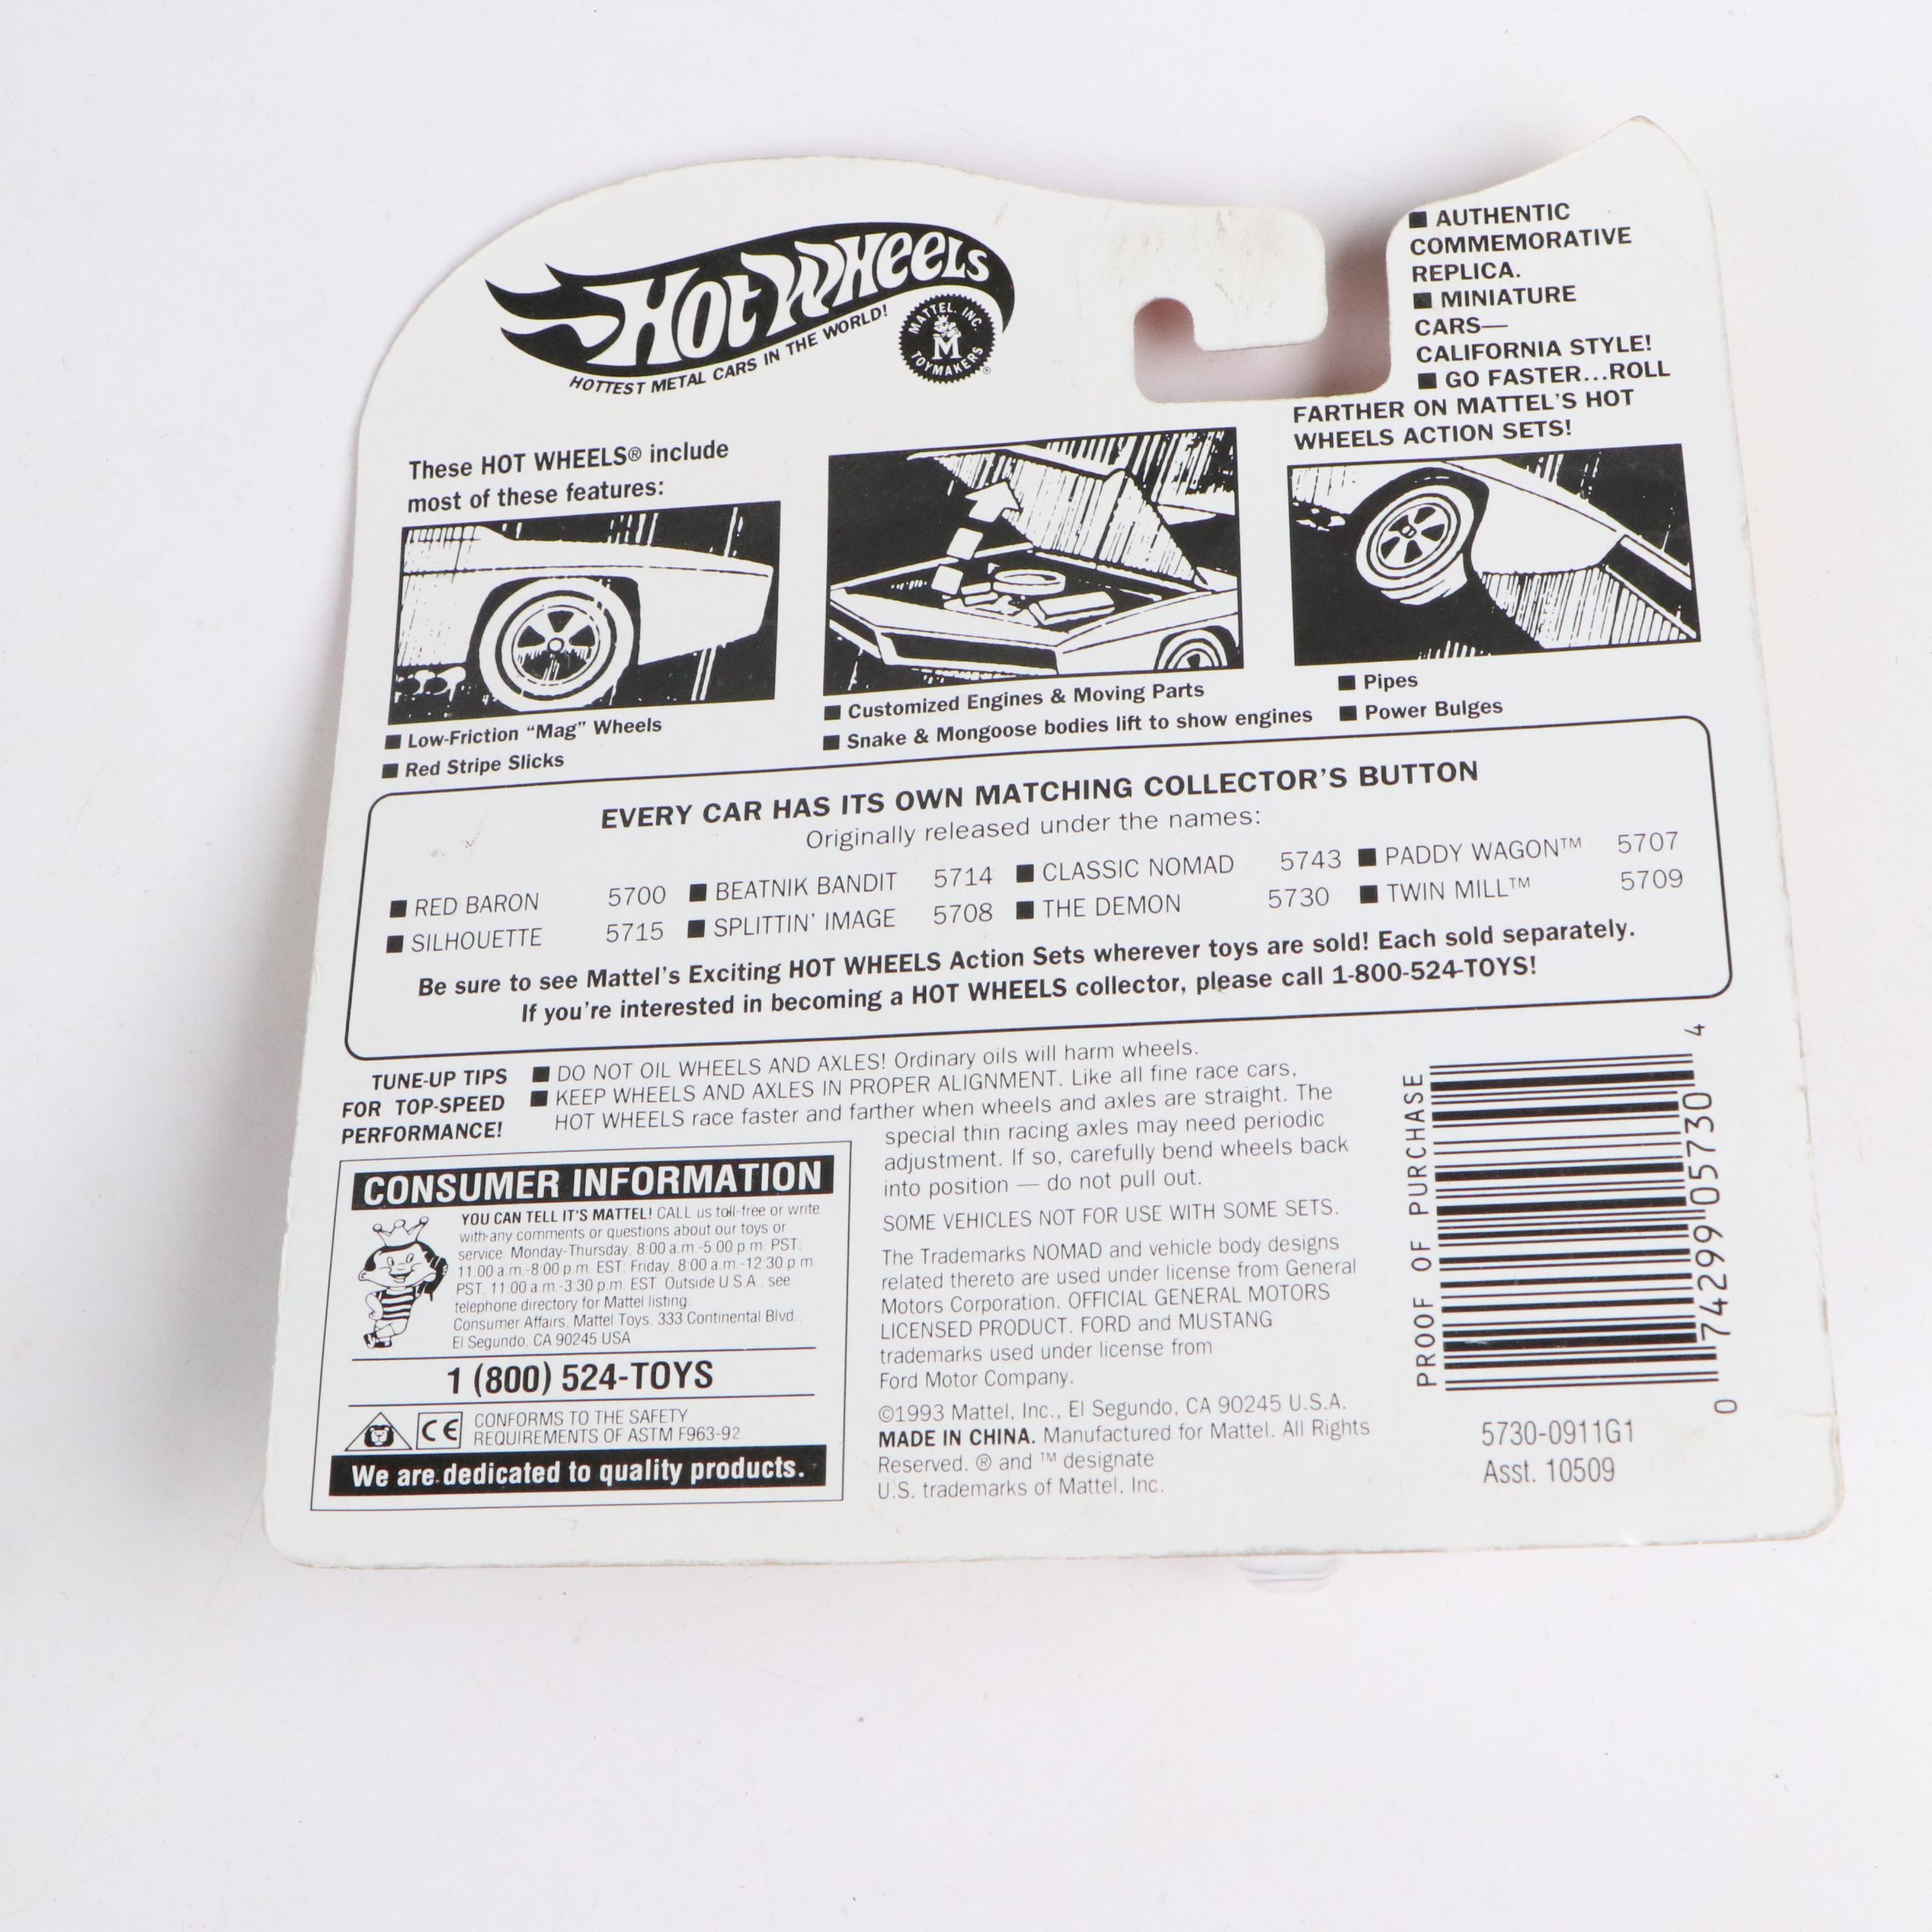 HOT WHEELS
HOTTEST METAL CARS IN THE WORLD!
MATTEL, INC.
M
TOYMAKERS
®
■ AUTHENTIC
COMMEMORATIVE
REPLICA.
■ MINIATURE
CARS—
CALIFORNIA STYLE!
■ GO FASTER...ROLL
FARTHER ON MATTEL'S HOT
WHEELS ACTION SETS!
These HOT WHEELS® include
most of these features:
■ Low-Friction "Mag" Wheels
■ Red Stripe Slicks
■ Customized Engines & Moving Parts
■ Snake & Mongoose bodies lift to show engines
■ Pipes
■ Power Bulges
EVERY CAR HAS ITS OWN MATCHING COLLECTOR'S BUTTON
Originally released under the names:
■ RED BARON 5700 ■ BEATNIK BANDIT 5714 ■ CLASSIC NOMAD 5743 ■ PADDY WAGON™ 5707
■ SILHOUETTE 5715 ■ SPLITTIN' IMAGE 5708 ■ THE DEMON 5730 ■ TWIN MILL™ 5709
Be sure to see Mattel's Exciting HOT WHEELS Action Sets wherever toys are sold! Each sold separately.
If you're interested in becoming a HOT WHEELS collector, please call 1-800-524-TOYS!
TUNE-UP TIPS
FOR TOP-SPEED
PERFORMANCE!
■ DO NOT OIL WHEELS AND AXLES! Ordinary oils will harm wheels.
■ KEEP WHEELS AND AXLES IN PROPER ALIGNMENT. Like all fine race cars,
HOT WHEELS race faster and farther when wheels and axles are straight. The
special thin racing axles may need periodic
adjustment. If so, carefully bend wheels back
into position — do not pull out.
SOME VEHICLES NOT FOR USE WITH SOME SETS.
The Trademarks NOMAD and vehicle body designs
related thereto are used under license from General
Motors Corporation. OFFICIAL GENERAL MOTORS
LICENSED PRODUCT. FORD and MUSTANG
trademarks used under license from
Ford Motor Company.
©1993 Mattel, Inc., El Segundo, CA 90245 U.S.A.
MADE IN CHINA. Manufactured for Mattel. All Rights
Reserved. ® and ™ designate
U.S. trademarks of Mattel, Inc.
CONSUMER INFORMATION
YOU CAN TELL IT'S MATTEL! CALL us toll-free or write
with any comments or questions about our toys or
service. Monday-Thursday, 8:00 a.m.-5:00 p.m. PST.
11:00 a.m.-8:00 p.m. EST; Friday, 8:00 a.m.-12:30 p.m.
PST, 11:00 a.m.-3:30 p.m. EST. Outside U.S.A., see
telephone directory for Mattel listing.
Consumer Affairs, Mattel Toys, 333 Continental Blvd.,
El Segundo, CA 90245 USA
1 (800) 524-TOYS
CE
CONFORMS TO THE SAFETY
REQUIREMENTS OF ASTM F963-92
We are dedicated to quality products.
PROOF OF PURCHASE
0 74299 05730 4
5730-0911G1
Asst. 10509